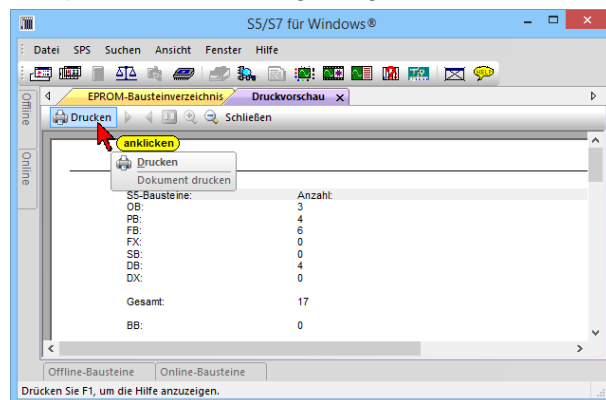 S5/S7 für Windows®
Datei SPS Suchen Ansicht Fenster Hilfe
HELP
Offline
Online
EPROM-Bausteinverzeichnis Druckvorschau x
Drucken Schließen
anklicken
Drucken
Dokument drucken
S5-Bausteine: Anzahl:
OB: 3
PB: 4
FB: 6
FX: 0
SB: 0
DB: 4
DX: 0
Gesamt: 17
BB: 0
Offline-Bausteine Online-Bausteine
Drücken Sie F1, um die Hilfe anzuzeigen.